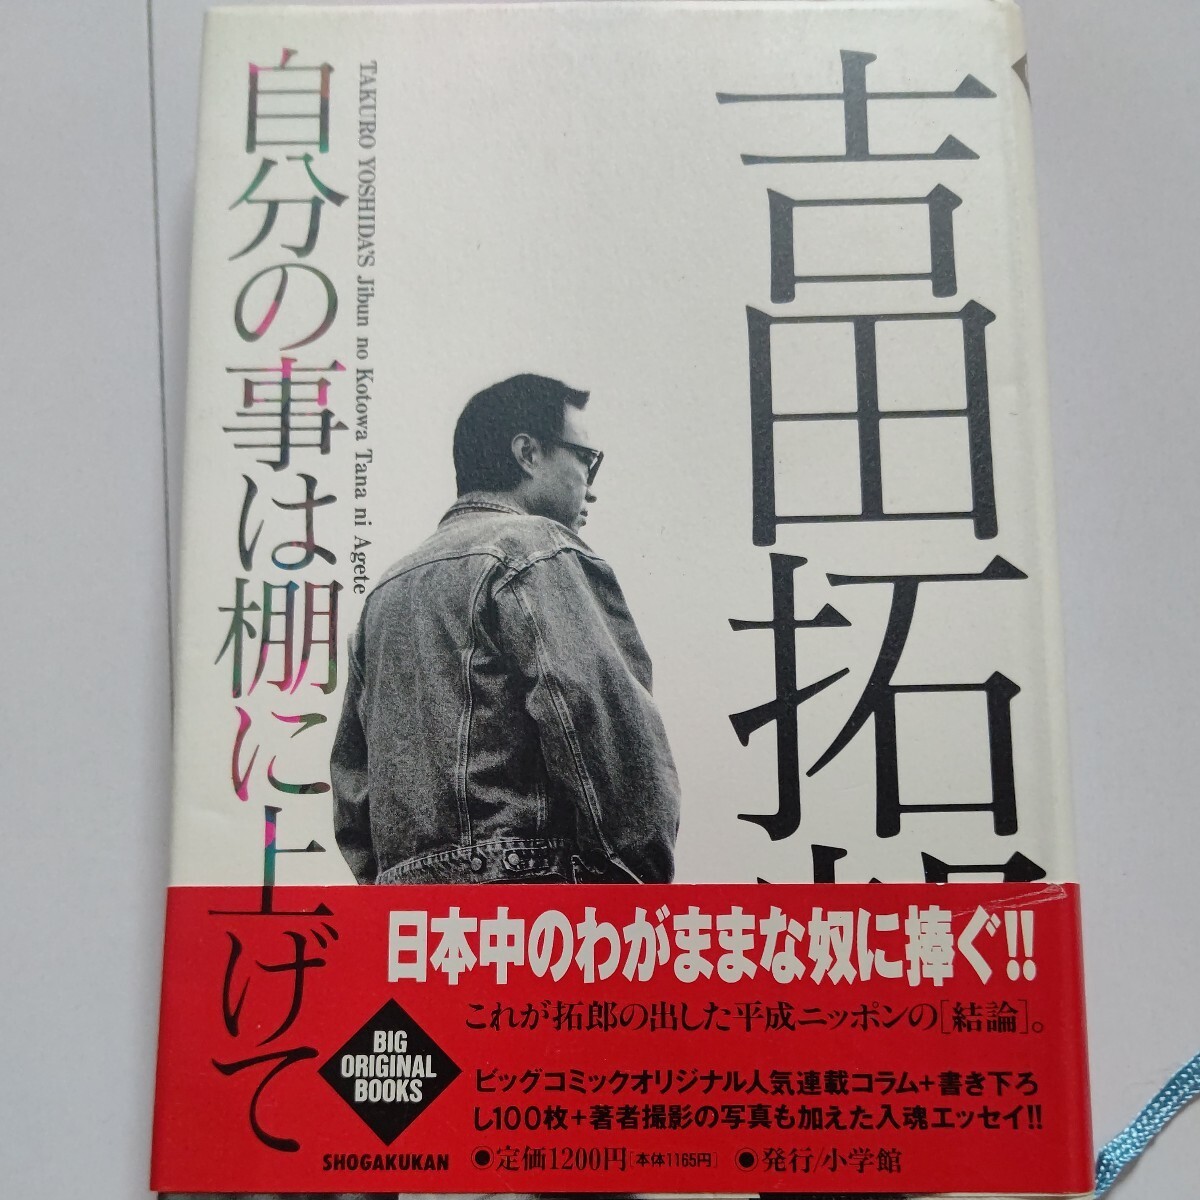 吉田拓郎
自分の事は棚に上げて
TAKURO YOSHIDA'S Jibun no Kotowa Tana ni Agete
日本中のわがままな奴に捧ぐ!!
これが拓郎の出した平成ニッポンの[結論]。
BIG
ORIGINAL
BOOKS
ビッグコミックオリジナル人気連載コラム+書き下ろ
し100枚+著者撮影の写真も加えた入魂エッセイ!!
SHOGAKUKAN
●定価1200円[本体1165円] ●発行/小学館